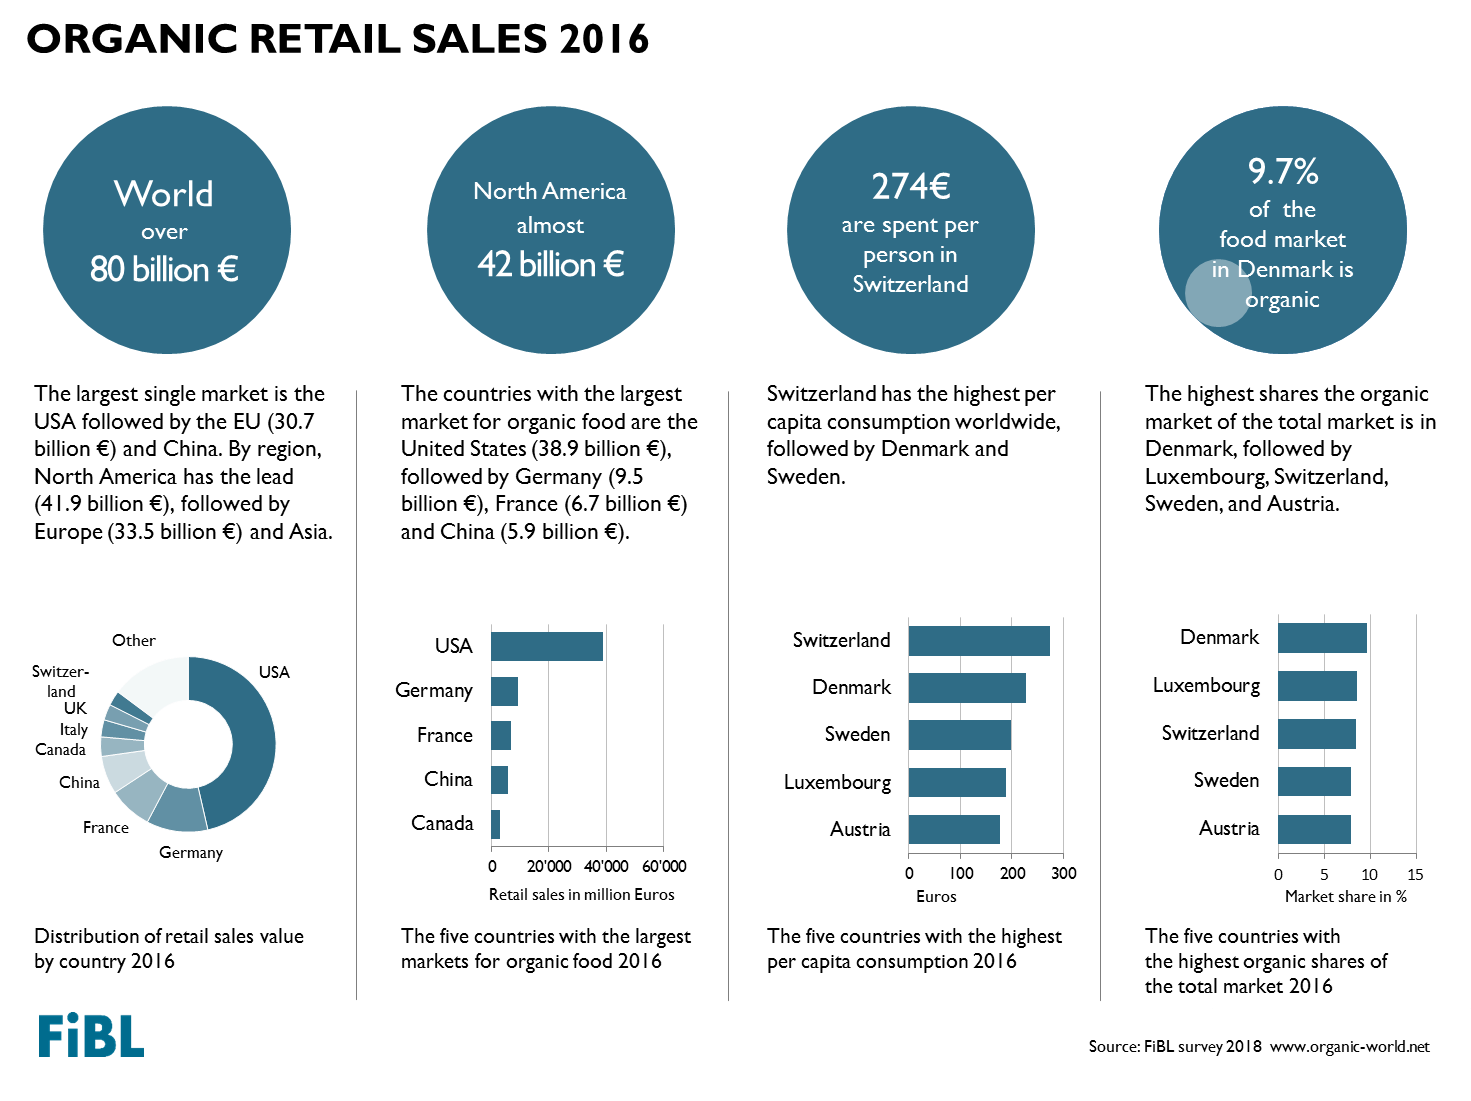 ORGANIC RETAIL SALES 2016
World
over
80 billion €
North America
almost
42 billion €
274€
are spent per
person in
Switzerland
9.7%
of the
food market
in Denmark is
organic
The largest single market is the
USA followed by the EU (30.7
billion €) and China. By region,
North America has the lead
(41.9 billion €), followed by
Europe (33.5 billion €) and Asia.
The countries with the largest
market for organic food are the
United States (38.9 billion €),
followed by Germany (9.5
billion €), France (6.7 billion €)
and China (5.9 billion €).
Switzerland has the highest per
capita consumption worldwide,
followed by Denmark and
Sweden.
The highest shares the organic
market of the total market is in
Denmark, followed by
Luxembourg, Switzerland,
Sweden, and Austria.
Other
USA
Switzer-
land
UK
Italy
Canada
China
France
Germany
Distribution of retail sales value
by country 2016
USA
Germany
France
China
Canada
0 20'000 40'000 60'000
Retail sales in million Euros
The five countries with the largest
markets for organic food 2016
Switzerland
Denmark
Sweden
Luxembourg
Austria
0 100 200 300
Euros
The five countries with the highest
per capita consumption 2016
Denmark
Luxembourg
Switzerland
Sweden
Austria
0 5 10 15
Market share in %
The five countries with
the highest organic shares of
the total market 2016
FiBL
Source: FiBL survey 2018 www.organic-world.net